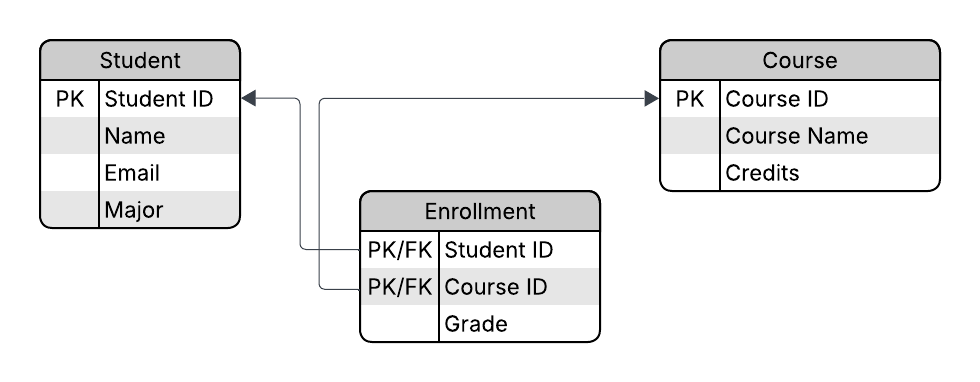 Student
PK Student ID
Name
Email
Major
Course
PK Course ID
Course Name
Credits
Enrollment
PK/FK Student ID
PK/FK Course ID
Grade